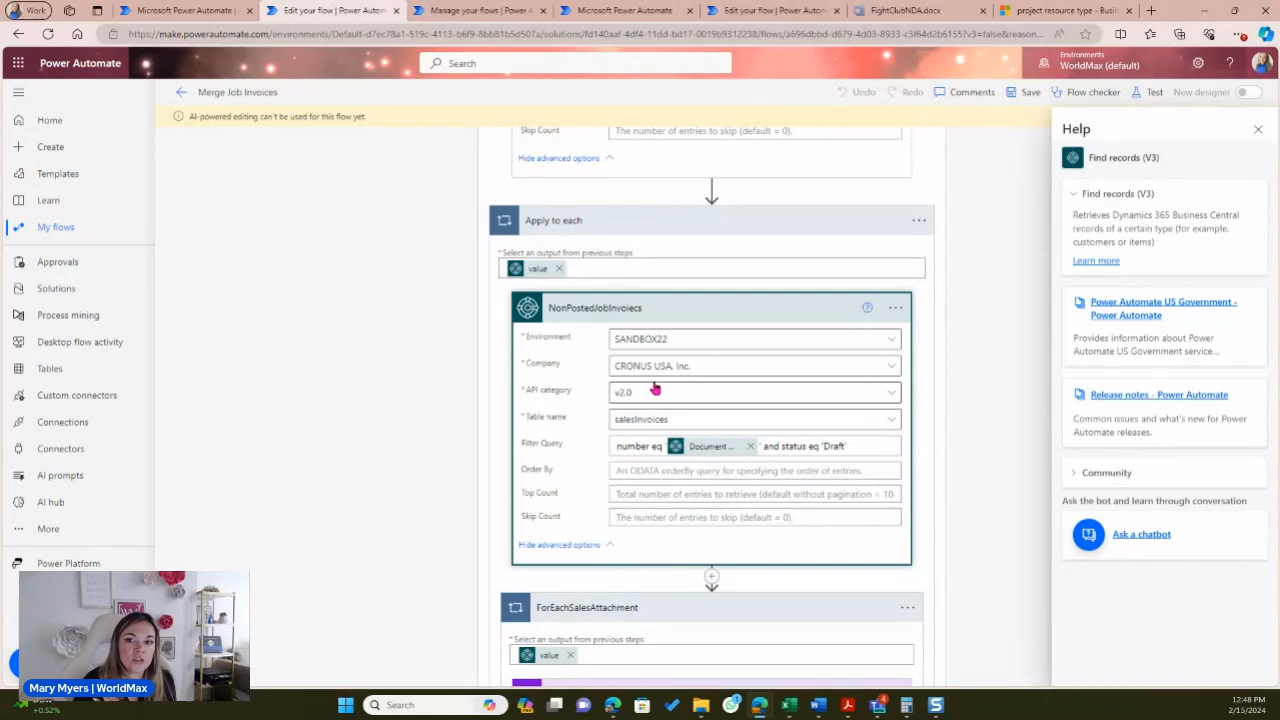 Microsoft Power Automate
Edit your flow | Power Autom
Manage your flows | Power A
Microsoft Power Automate
Edit your flow | Power Autom
FightClubNDA.docx
project resource type - Busin
https://make.powerautomate.com/environments/Default-d7ec78a1-519c-4113-b6f9-8bb81b5d507a/solutions/fd140aaf-4df4-11dd-bd17-0019b9312238/flows/a696dbbd-d679-4d03-8933-c3f64d2b6155?v3=false&reason...
Power Automate
Search
Environments
WorldMax (default)
Merge Job Invoices
Undo
Redo
Comments
Save
Flow checker
Test
New designer
AI-powered editing can't be used for this flow yet.
Home
Create
Templates
Learn
My flows
Approvals
Solutions
Process mining
Desktop flow activity
Tables
Custom connectors
Connections
Connectors
AI prompts
AI hub
More
Power Platform
Skip Count
The number of entries to skip (default = 0).
Hide advanced options
Apply to each
*Select an output from previous steps
value
NonPostedJobInvoiecs
*Environment
SANDBOX22
*Company
CRONUS USA, Inc.
*API category
v2.0
*Table name
salesInvoices
Filter Query
number eq ' Document ... ' and status eq 'Draft'
Order By
An ODATA orderBy query for specifying the order of entries.
Top Count
Total number of entries to retrieve (default without pagination = 10
Skip Count
The number of entries to skip (default = 0).
Hide advanced options
ForEachSalesAttachment
*Select an output from previous steps
value
Help
Find records (V3)
Find records (V3)
Retrieves Dynamics 365 Business Central
records of a certain type (for example,
customers or items)
Learn more
Power Automate US Government -
Power Automate
Provides information about Power
Automate US Government service...
Release notes - Power Automate
Common issues and what's new for Power
Automate releases.
Community
Ask the bot and learn through conversation
Ask a chatbot
Mary Myers | WorldMax
+0.52%
Search
12:48 PM
2/15/2024